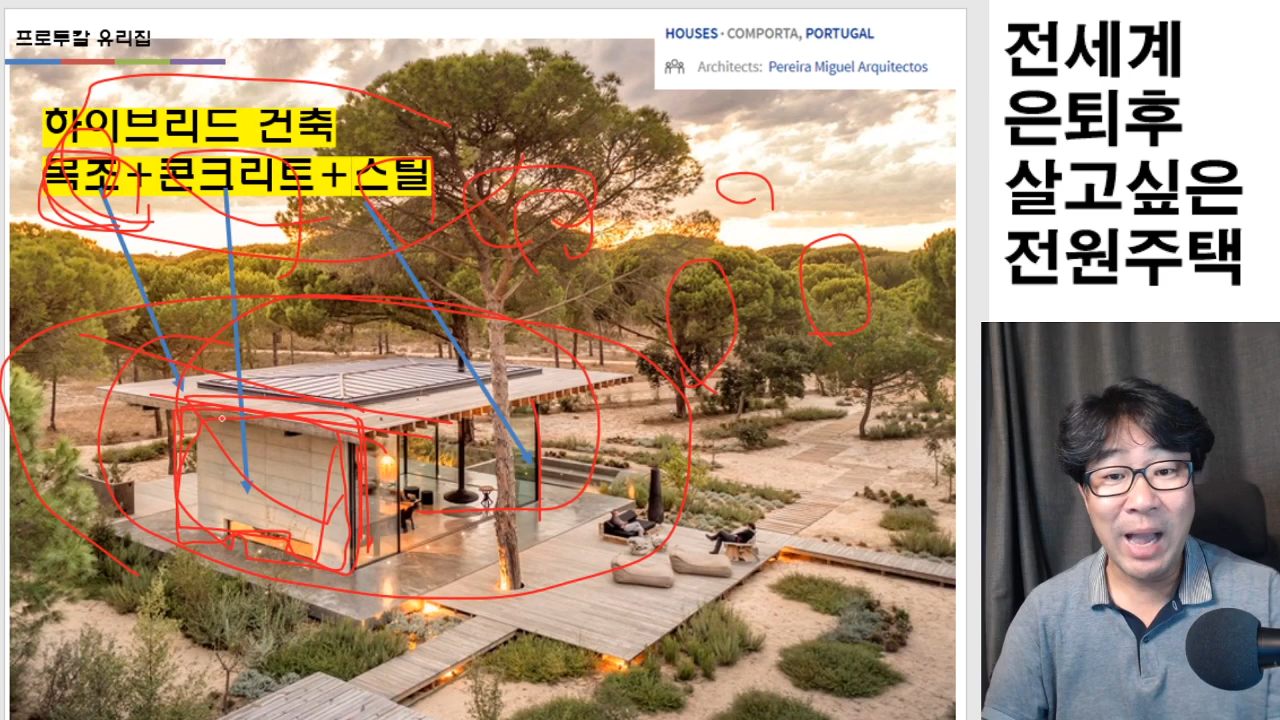 프로투칼 유리집
HOUSES · COMPORTA, PORTUGAL
Architects: Pereira Miguel Arquitectos
하이브리드 건축
목조+콘크리트+스틸
전세계
은퇴후
살고싶은
전원주택